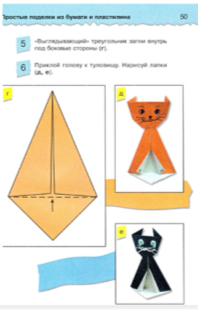 Простые поделки из бумаги и пластилина 50
5 «Выглядывающий» треугольник загни внутрь
под боковые стороны (г).
6 Приклей голову к туловищу. Нарисуй лапки
(д, е).
г
д
е